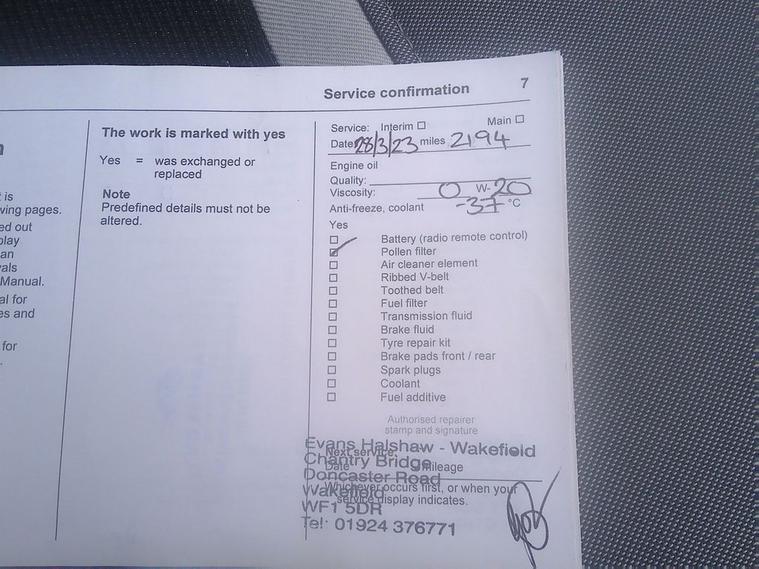 Service confirmation 7
is
wing pages.
ed out
play
an
vals
Manual.
al for
es and
for
The work is marked with yes
Yes = was exchanged or
replaced
Note
Predefined details must not be
altered.
Service: Interim ☐ Main ☐
Date 28/3/23 miles 2194
Engine oil
Quality:
Viscosity: 0 W- 20
Anti-freeze, coolant -37 °C
Yes
☐ Battery (radio remote control)
☑ Pollen filter
☐ Air cleaner element
☐ Ribbed V-belt
☐ Toothed belt
☐ Fuel filter
☐ Transmission fluid
☐ Brake fluid
☐ Tyre repair kit
☐ Brake pads front / rear
☐ Spark plugs
☐ Coolant
☐ Fuel additive
Authorised repairer
stamp and signature
Evans Halshaw - Wakefield
Next service:
Chantry Bridge
Date Mileage
Doncaster Road
Whichever occurs first, or when your
Wakefield
service display indicates.
WF1 5DR
Tel: 01924 376771